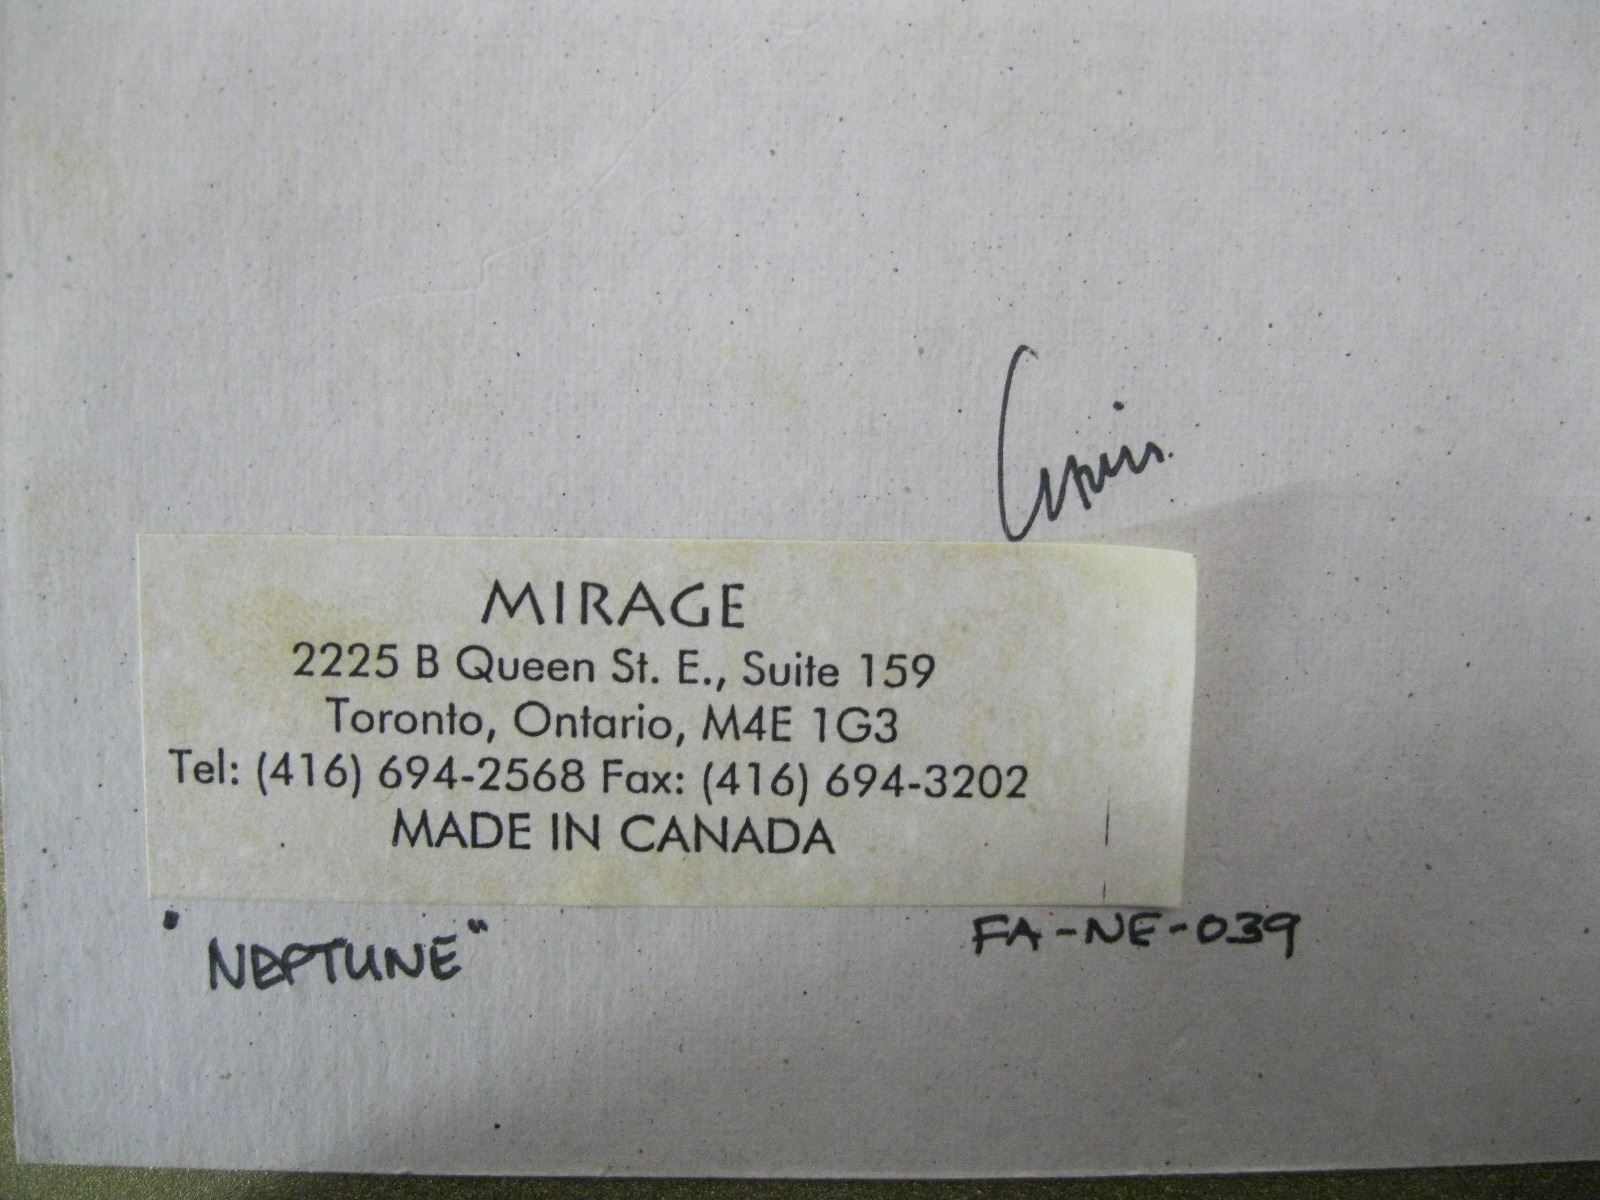 MIRAGE
2225 B Queen St. E., Suite 159
Toronto, Ontario, M4E 1G3
Tel: (416) 694-2568 Fax: (416) 694-3202
MADE IN CANADA
"NEPTUNE" FA-NE-039